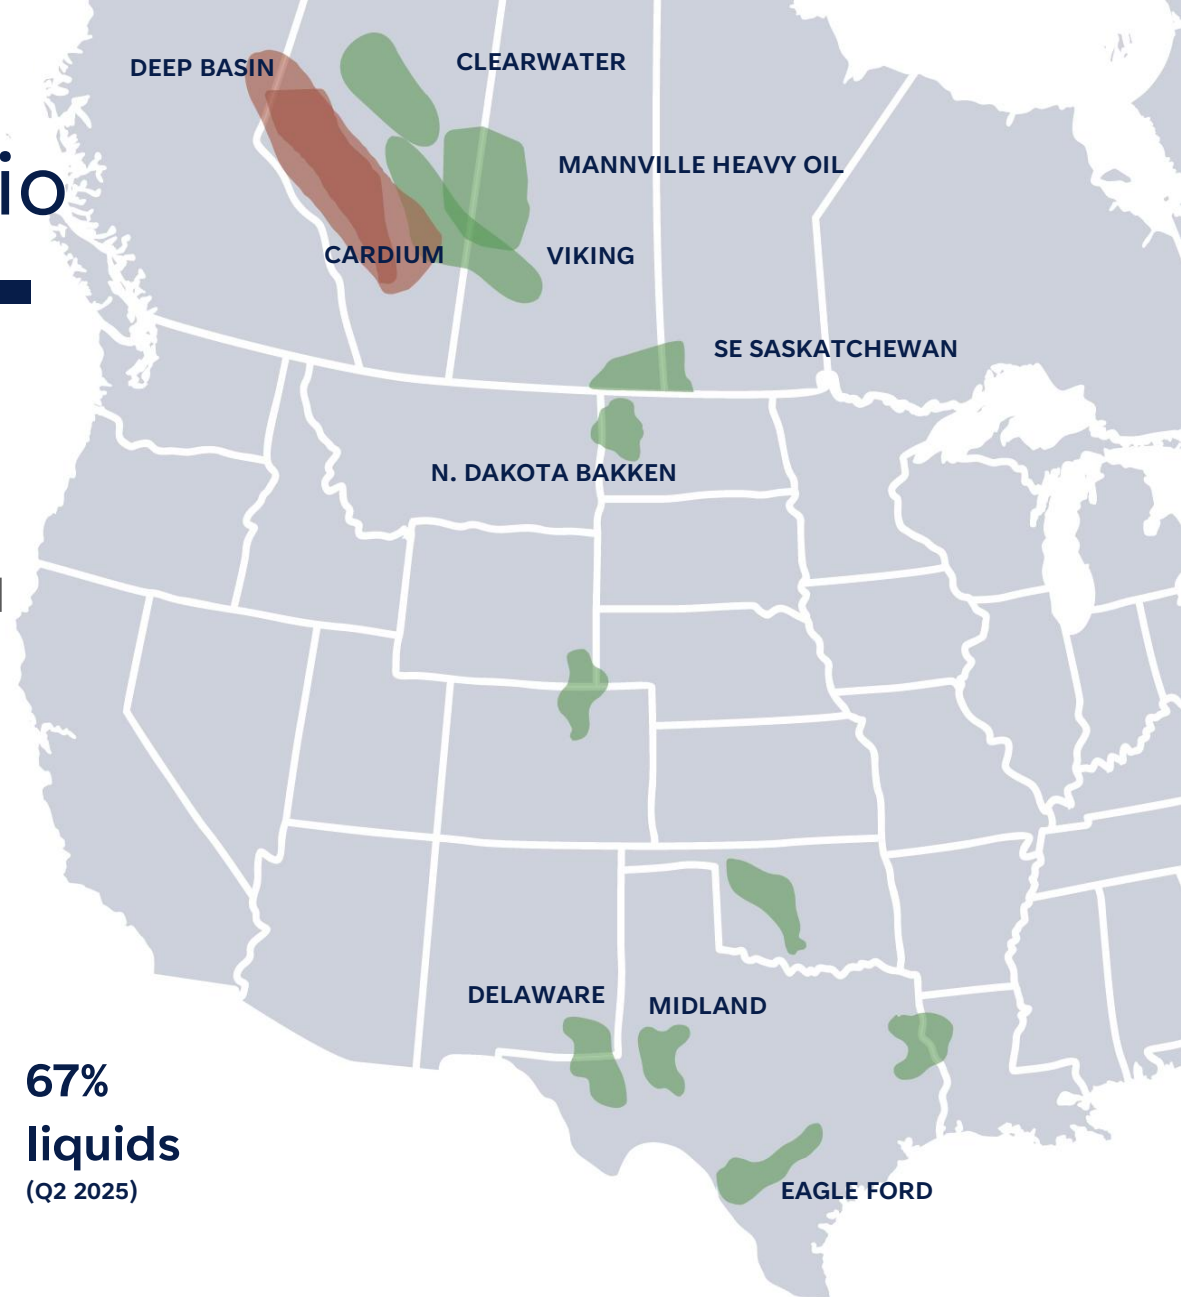 DEEP BASIN
CLEARWATER
MANNVILLE HEAVY OIL
io
CARDIUM
VIKING
SE SASKATCHEWAN
N. DAKOTA BAKKEN
DELAWARE
MIDLAND
67%
liquids
(Q2 2025)
EAGLE FORD